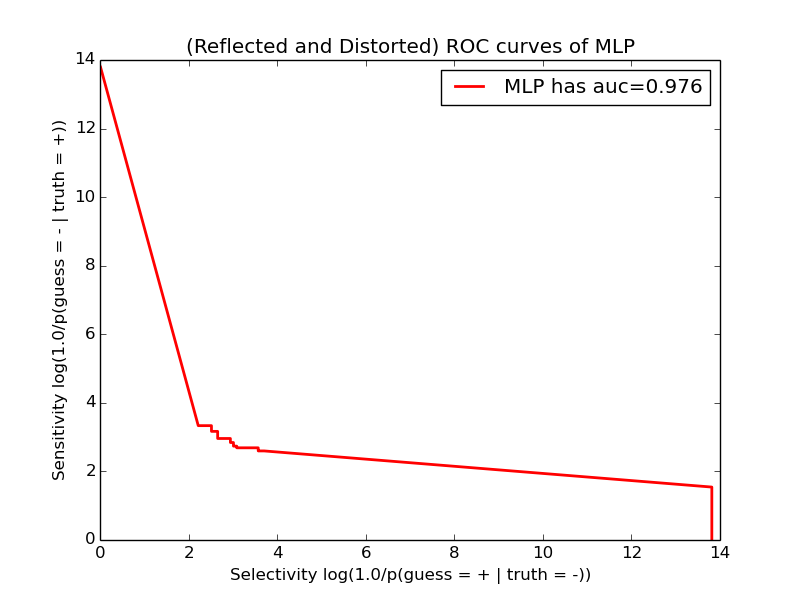 (Reflected and Distorted) ROC curves of MLP
MLP has auc=0.976
Sensitivity log(1.0/p(guess = - | truth = +))
14
12
10
8
6
4
2
0
0 2 4 6 8 10 12 14
Selectivity log(1.0/p(guess = + | truth = -))